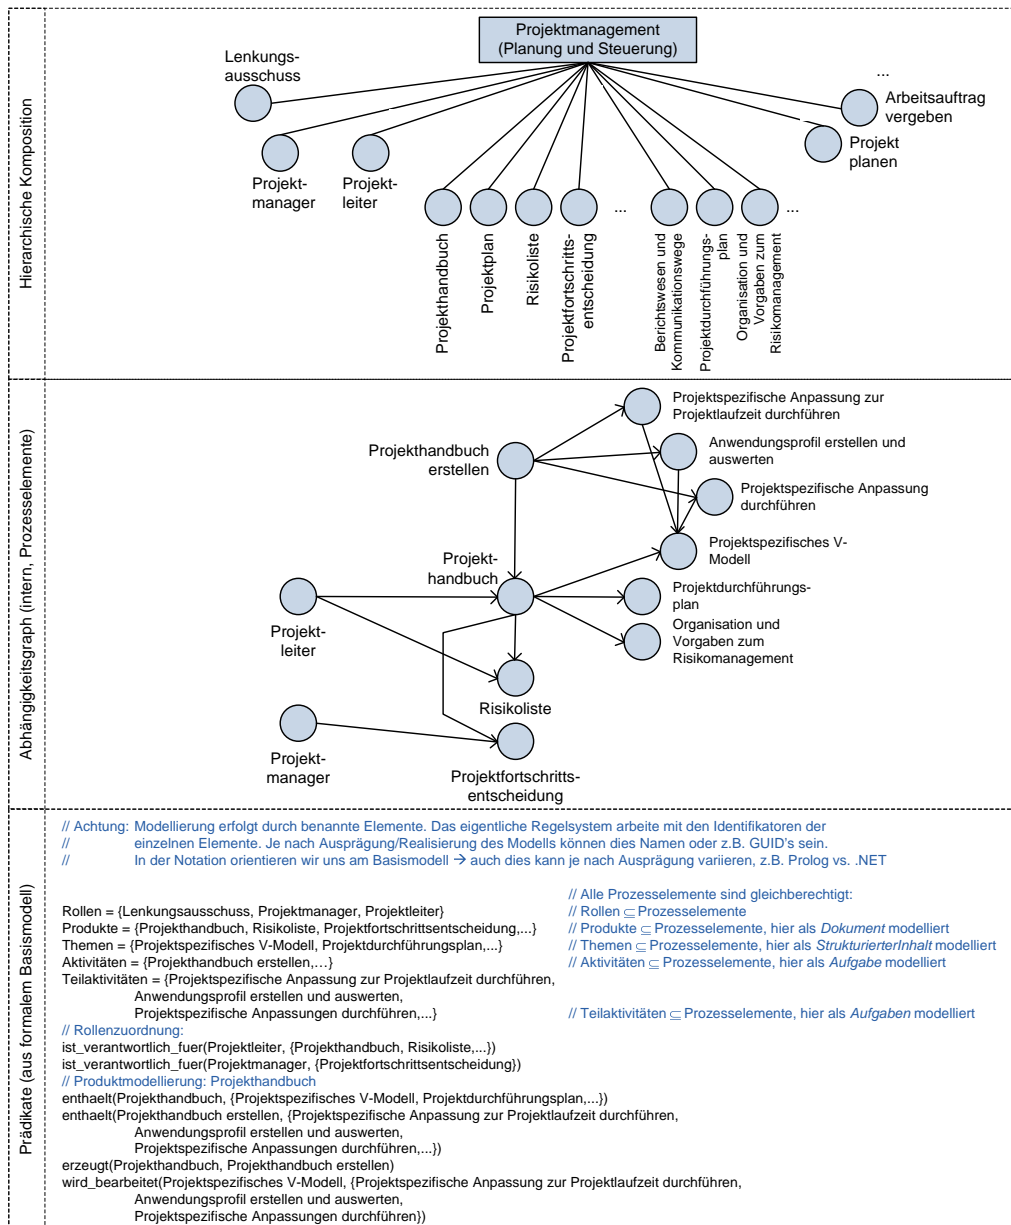 Hierarchische Komposition
Projektmanagement
(Planung und Steuerung)
Lenkungs-
ausschuss
...
Arbeitsauftrag
vergeben
Projekt
planen
Projekt-
manager
Projekt-
leiter
...
...
Projekthandbuch
Projektplan
Risikoliste
Projektfortschritts-
entscheidung
Berichtswesen und
Kommunikationswege
Projektdurchführungs-
plan
Organisation und
Vorgaben zum
Risikomanagement
Abhängigkeitsgraph (intern, Prozesselemente)
Projektspezifische Anpassung zur
Projektlaufzeit durchführen
Projekthandbuch
erstellen
Anwendungsprofil erstellen und
auswerten
Projektspezifische Anpassung
durchführen
Projektspezifisches V-
Modell
Projekt-
handbuch
Projektdurchführungs-
plan
Projekt-
leiter
Organisation und
Vorgaben zum
Risikomanagement
Risikoliste
Projekt-
manager
Projektfortschritts-
entscheidung
Prädikate (aus formalem Basismodell)
// Achtung: Modellierung erfolgt durch benannte Elemente. Das eigentliche Regelsystem arbeite mit den Identifikatoren der
// einzelnen Elemente. Je nach Ausprägung/Realisierung des Modells können dies Namen oder z.B. GUID's sein.
// In der Notation orientieren wir uns am Basismodell → auch dies kann je nach Ausprägung variieren, z.B. Prolog vs. .NET
// Alle Prozesselemente sind gleichberechtigt:
Rollen = {Lenkungsausschuss, Projektmanager, Projektleiter} // Rollen ⊆ Prozesselemente
Produkte = {Projekthandbuch, Risikoliste, Projektfortschrittsentscheidung,...} // Produkte ⊆ Prozesselemente, hier als Dokument modelliert
Themen = {Projektspezifisches V-Modell, Projektdurchführungsplan,...} // Themen ⊆ Prozesselemente, hier als StrukturierterInhalt modelliert
Aktivitäten = {Projekthandbuch erstellen,...} // Aktivitäten ⊆ Prozesselemente, hier als Aufgabe modelliert
Teilaktivitäten = {Projektspezifische Anpassung zur Projektlaufzeit durchführen,
Anwendungsprofil erstellen und auswerten,
Projektspezifische Anpassungen durchführen,...} // Teilaktivitäten ⊆ Prozesselemente, hier als Aufgaben modelliert
// Rollenzuordnung:
ist_verantwortlich_fuer(Projektleiter, {Projekthandbuch, Risikoliste,...})
ist_verantwortlich_fuer(Projektmanager, {Projektfortschrittsentscheidung})
// Produktmodellierung: Projekthandbuch
enthaelt(Projekthandbuch, {Projektspezifisches V-Modell, Projektdurchführungsplan,...})
enthaelt(Projekthandbuch erstellen, {Projektspezifische Anpassung zur Projektlaufzeit durchführen,
Anwendungsprofil erstellen und auswerten,
Projektspezifische Anpassungen durchführen,...})
erzeugt(Projekthandbuch, Projekthandbuch erstellen)
wird_bearbeitet(Projektspezifisches V-Modell, {Projektspezifische Anpassung zur Projektlaufzeit durchführen,
Anwendungsprofil erstellen und auswerten,
Projektspezifische Anpassungen durchführen})